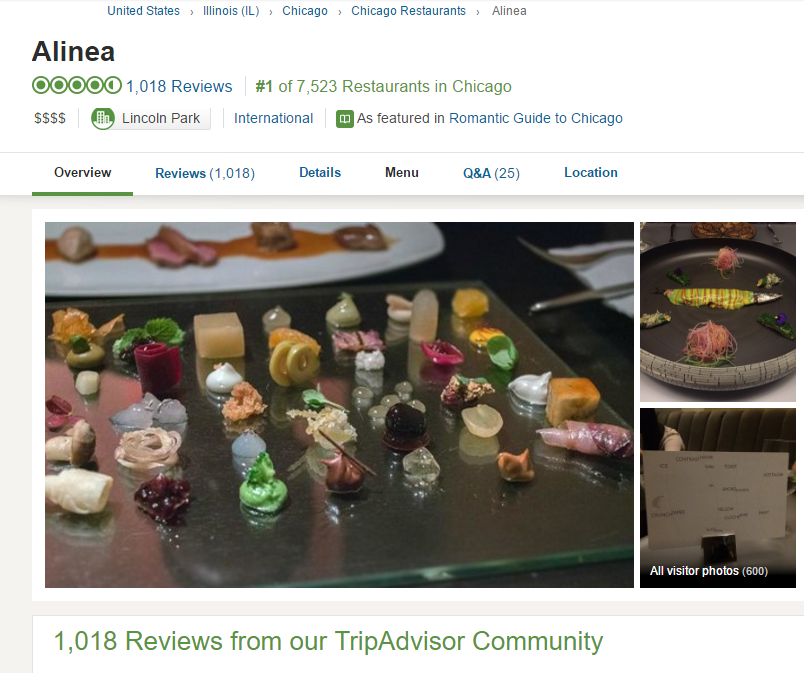 United States › Illinois (IL) › Chicago › Chicago Restaurants › Alinea
Alinea
1,018 Reviews #1 of 7,523 Restaurants in Chicago
$$$$ Lincoln Park International As featured in Romantic Guide to Chicago
Overview Reviews (1,018) Details Menu Q&A (25) Location
All visitor photos (600)
1,018 Reviews from our TripAdvisor Community